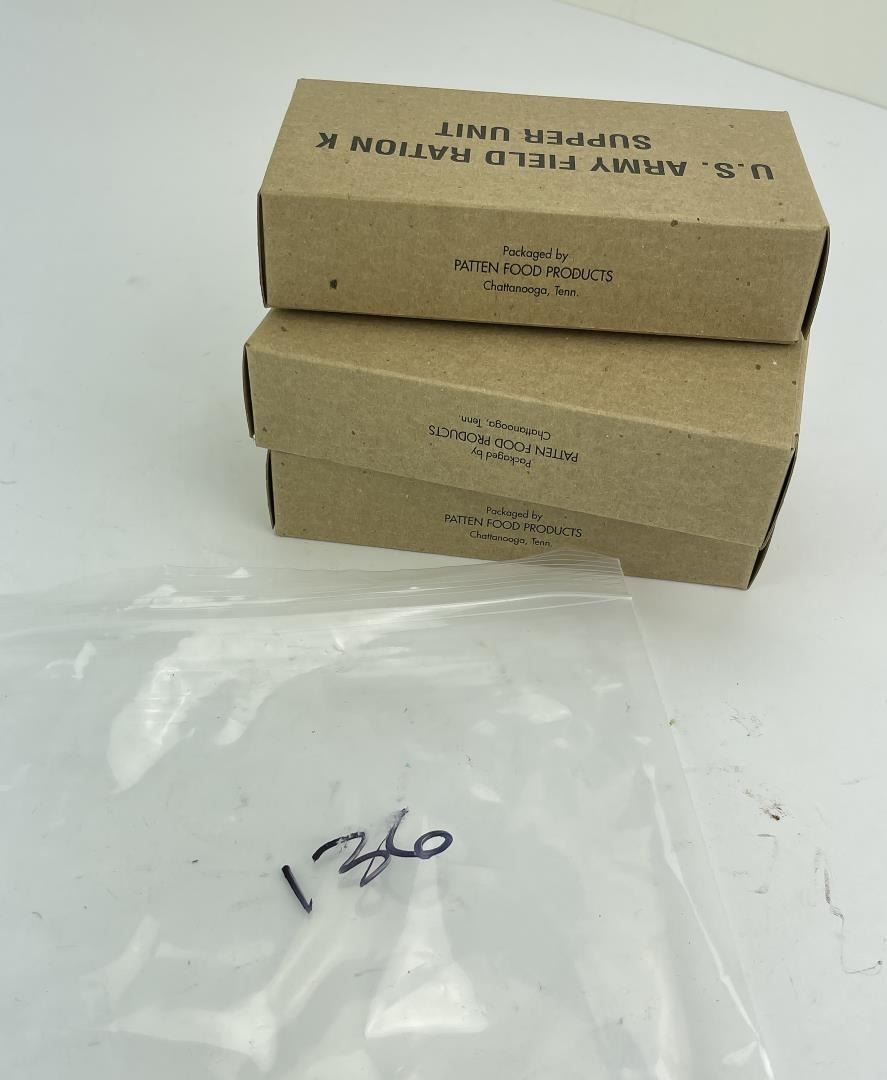 U.S. ARMY FIELD RATION K
SUPPER UNIT
Packaged by
PATTEN FOOD PRODUCTS
Chattanooga, Tenn.
Packaged by
PATTEN FOOD PRODUCTS
Chattanooga, Tenn.
Packaged by
PATTEN FOOD PRODUCTS
Chattanooga, Tenn.
136